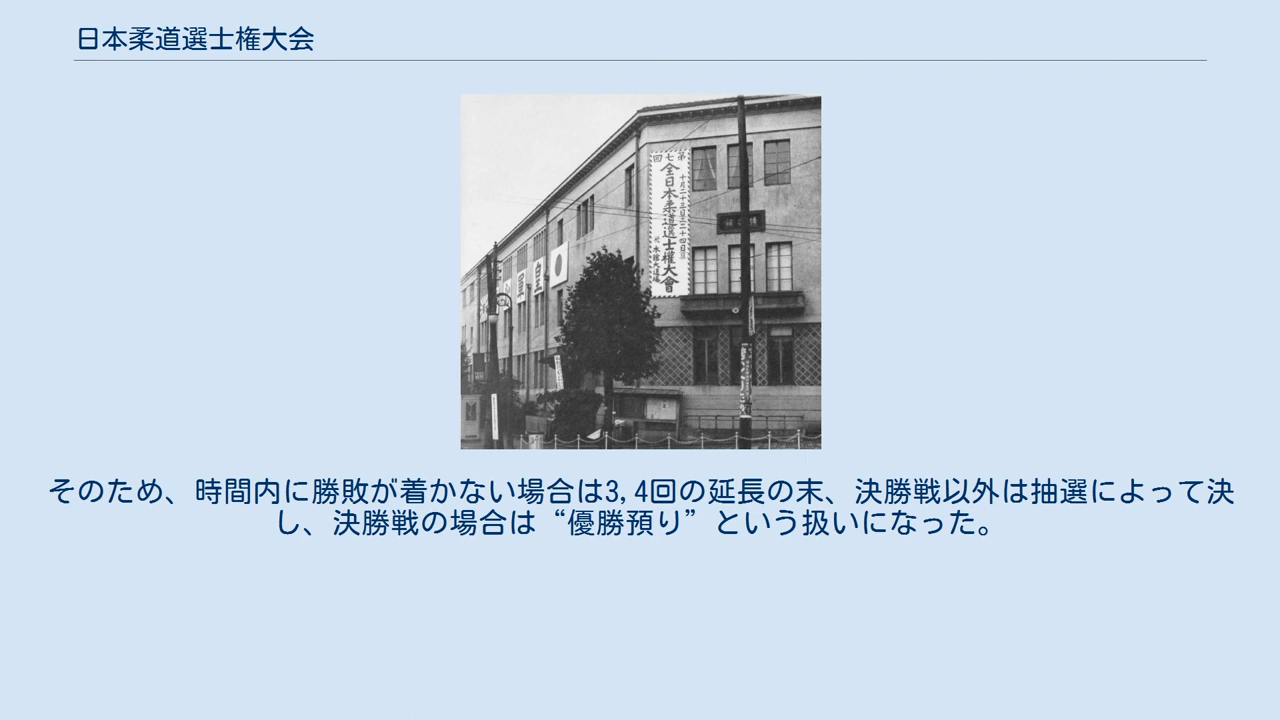 日本柔道選士権大会
第七回
十月二十三日三二十四日
全日本柔道選士權大會
皇軍
そのため、時間内に勝敗が着かない場合は3,4回の延長の末、決勝戦以外は抽選によって決
し、決勝戦の場合は“優勝預り”という扱いになった。